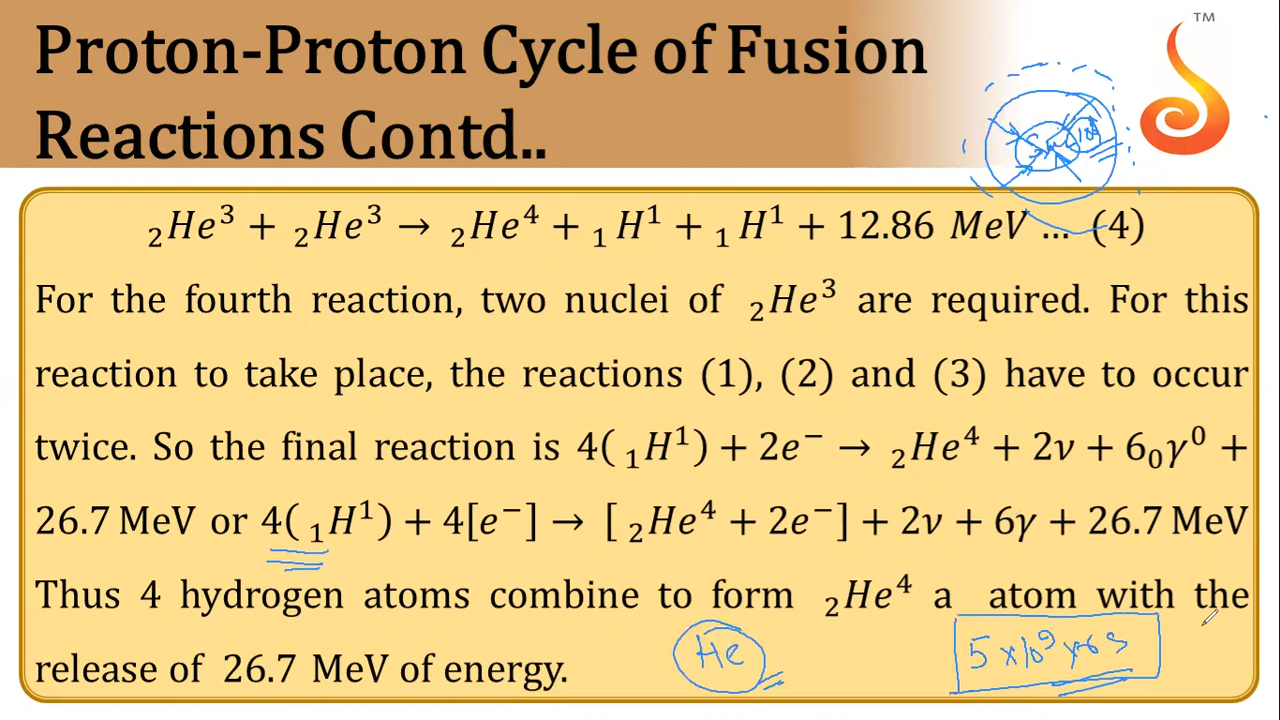 Proton-Proton Cycle of Fusion
Reactions Contd..
TM
₂He³ + ₂He³ → ₂He⁴ + ₁H¹ + ₁H¹ + 12.86 MeV ... (4)
For the fourth reaction, two nuclei of ₂He³ are required. For this
reaction to take place, the reactions (1), (2) and (3) have to occur
twice. So the final reaction is 4(₁H¹) + 2e⁻ → ₂He⁴ + 2ν + 6₀γ⁰ +
26.7 MeV or 4(₁H¹) + 4[e⁻] → [₂He⁴ + 2e⁻] + 2ν + 6γ + 26.7 MeV
Thus 4 hydrogen atoms combine to form ₂He⁴ a atom with the
release of 26.7 MeV of energy.
He
5 x 10⁹